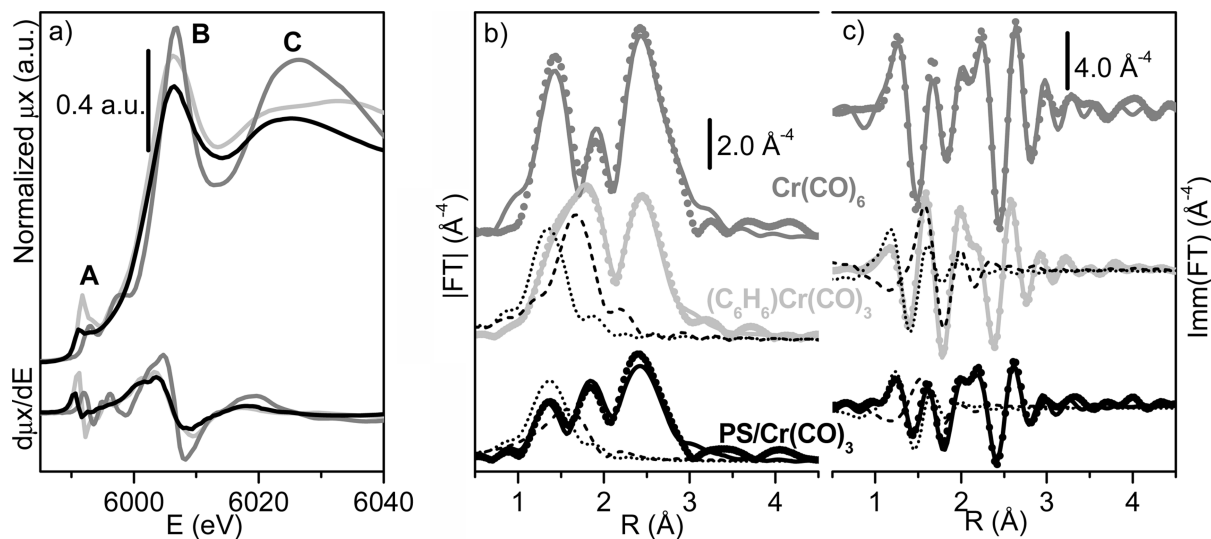 a)
A
B
C
0.4 a.u.
Normalized μx (a.u.)
dμx/dE
6000
6020
6040
E (eV)
b)
2.0 Å⁻⁴
Cr(CO)₆
(C₆H₆)Cr(CO)₃
PS/Cr(CO)₃
|FT| (Å⁻⁴)
1
2
3
4
R (Å)
c)
4.0 Å⁻⁴
Imm(FT) (Å⁻⁴)
1
2
3
4
R (Å)